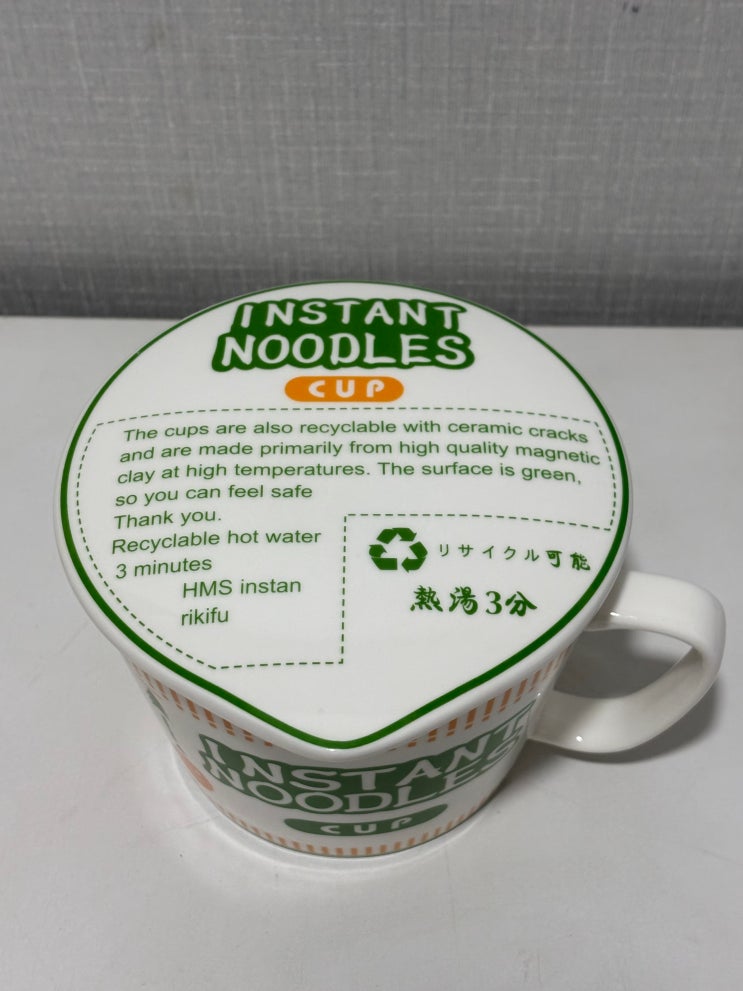 INSTANT
NOODLES
CUP
The cups are also recyclable with ceramic cracks
and are made primarily from high quality magnetic
clay at high temperatures. The surface is green,
so you can feel safe
Thank you.
Recyclable hot water
3 minutes
HMS instan
rikifu
リサイクル可能
熱湯3分
INSTANT
NOODLES
CUP